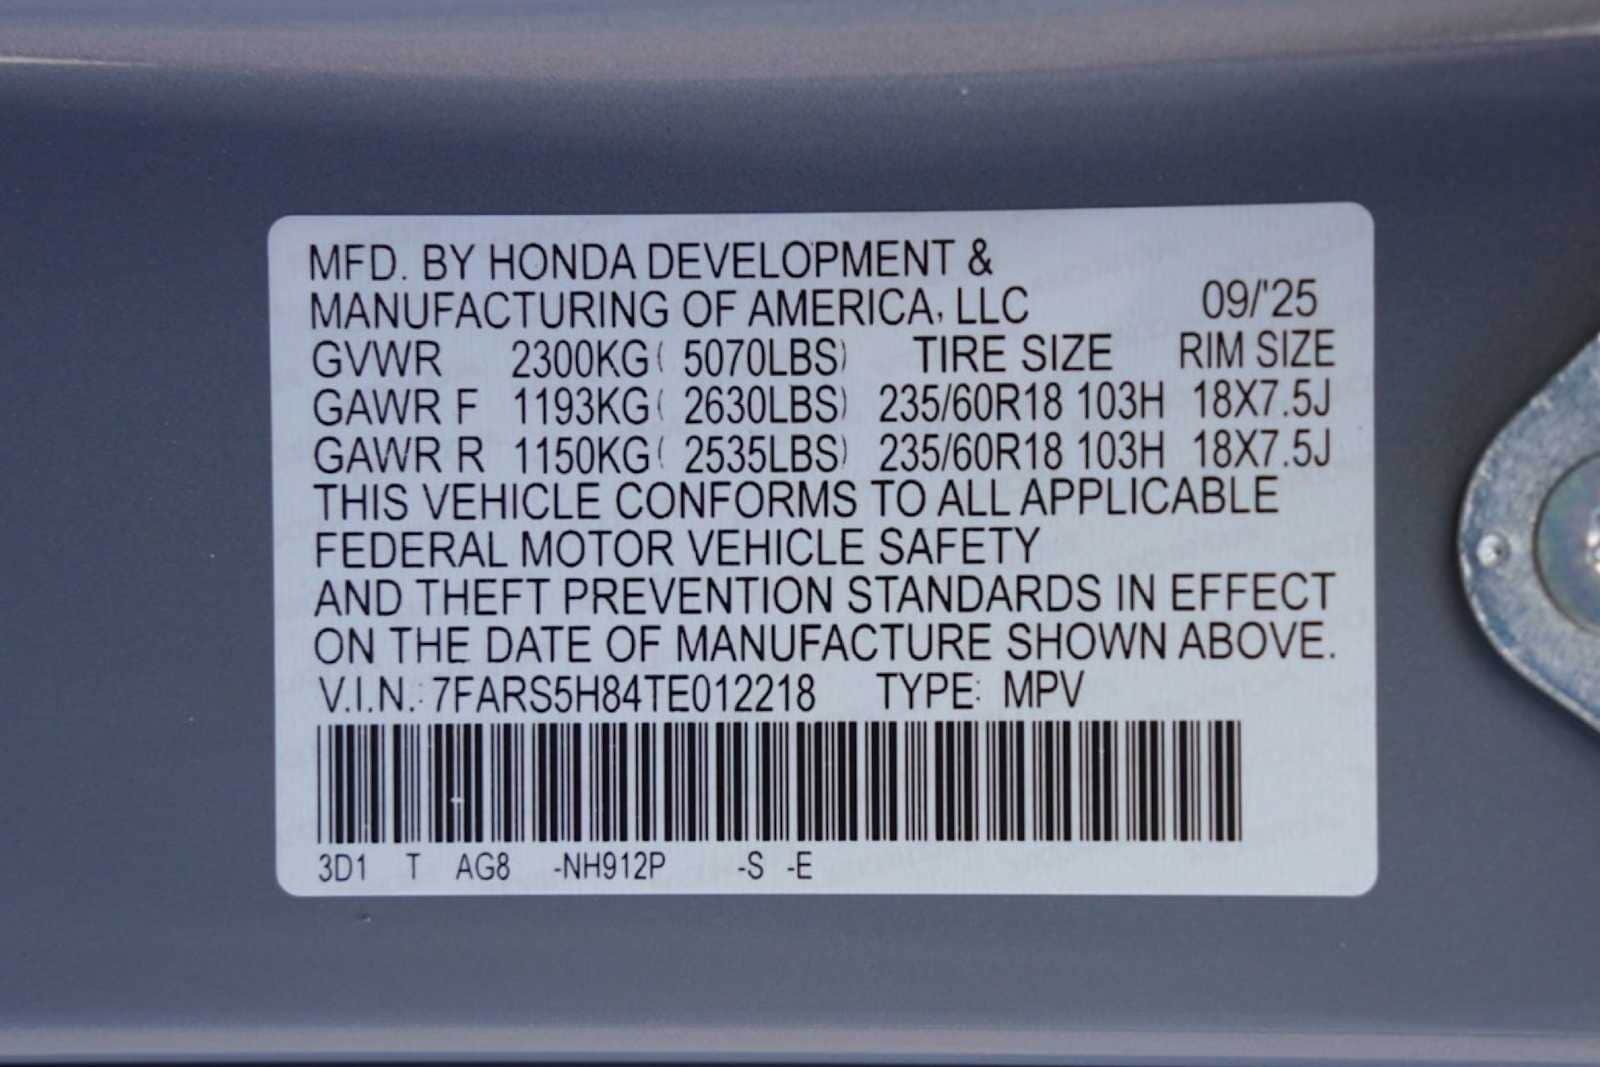 MFD. BY HONDA DEVELOPMENT &
MANUFACTURING OF AMERICA, LLC 09/'25
GVWR 2300KG( 5070LBS) TIRE SIZE RIM SIZE
GAWR F 1193KG( 2630LBS) 235/60R18 103H 18X7.5J
GAWR R 1150KG( 2535LBS) 235/60R18 103H 18X7.5J
THIS VEHICLE CONFORMS TO ALL APPLICABLE
FEDERAL MOTOR VEHICLE SAFETY
AND THEFT PREVENTION STANDARDS IN EFFECT
ON THE DATE OF MANUFACTURE SHOWN ABOVE.
V.I.N.: 7FARS5H84TE012218 TYPE: MPV
3D1 T AG8 -NH912P -S -E